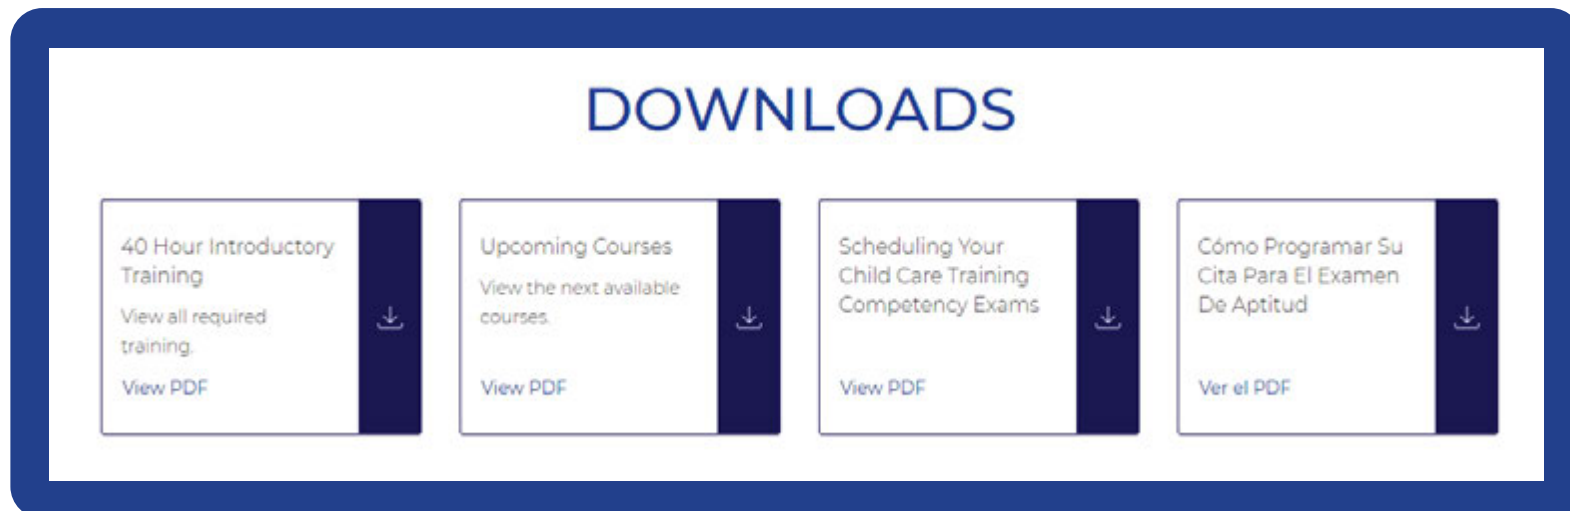 DOWNLOADS
40 Hour Introductory
Training
View all required
training.
View PDF
Upcoming Courses
View the next available
courses.
View PDF
Scheduling Your
Child Care Training
Competency Exams
View PDF
Cómo Programar Su
Cita Para El Examen
De Aptitud
Ver el PDF